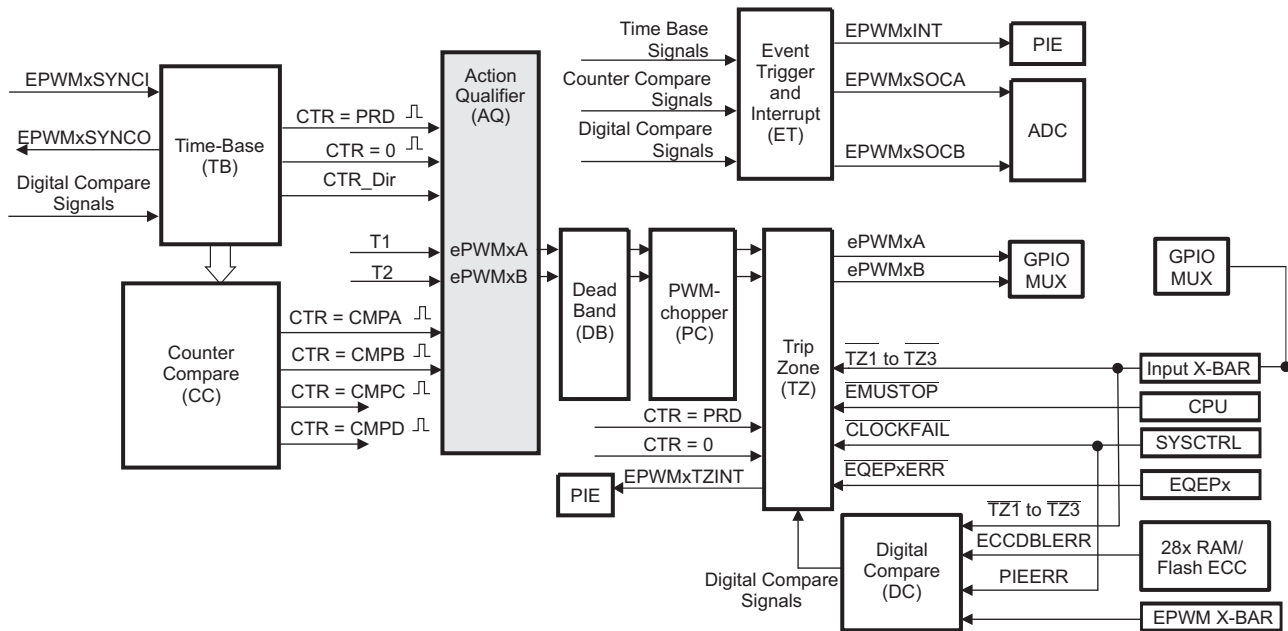 EPWMxSYNCI
EPWMxSYNCO
Digital Compare
Signals
Time-Base
(TB)
CTR = PRD
CTR = 0
CTR_Dir
T1
T2
Counter
Compare
(CC)
CTR = CMPA
CTR = CMPB
CTR = CMPC
CTR = CMPD
Action
Qualifier
(AQ)
ePWMxA
ePWMxB
Time Base
Signals
Counter Compare
Signals
Digital Compare
Signals
Event
Trigger
and
Interrupt
(ET)
EPWMxINT
EPWMxSOCA
EPWMxSOCB
PIE
ADC
Dead
Band
(DB)
PWM-
chopper
(PC)
Trip
Zone
(TZ)
ePWMxA
ePWMxB
GPIO
MUX
GPIO
MUX
TZ1 to TZ3
Input X-BAR
EMUSTOP
CPU
CLOCKFAIL
SYSCTRL
EQEPxERR
EQEPx
CTR = PRD
CTR = 0
EPWMxTZINT
PIE
Digital Compare
Signals
Digital
Compare
(DC)
TZ1 to TZ3
ECCDBLERR
28x RAM/
Flash ECC
PIEERR
EPWM X-BAR